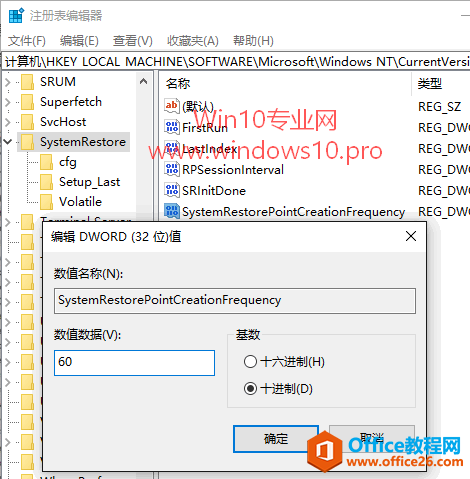 注册表编辑器
文件(F) 编辑(E) 查看(V) 收藏夹(A) 帮助(H)
计算机\HKEY_LOCAL_MACHINE\SOFTWARE\Microsoft\Windows NT\CurrentVersi
SRUM
Superfetch
SvcHost
SystemRestore
cfg
Setup_Last
Volatile
Terminal Server
名称 类型
(默认) REG_SZ
FirstRun REG_DWO
LastIndex REG_DWO
RPSessionInterval REG_DWO
SRInitDone REG_DWO
SystemRestorePointCreationFrequency REG_DWO
Win10专业网
www.windows10.pro
编辑 DWORD (32 位)值
数值名称(N):
SystemRestorePointCreationFrequency
数值数据(V): 基数
60
十六进制(H)
十进制(D)
确定 取消
Office教程网
www.office26.com